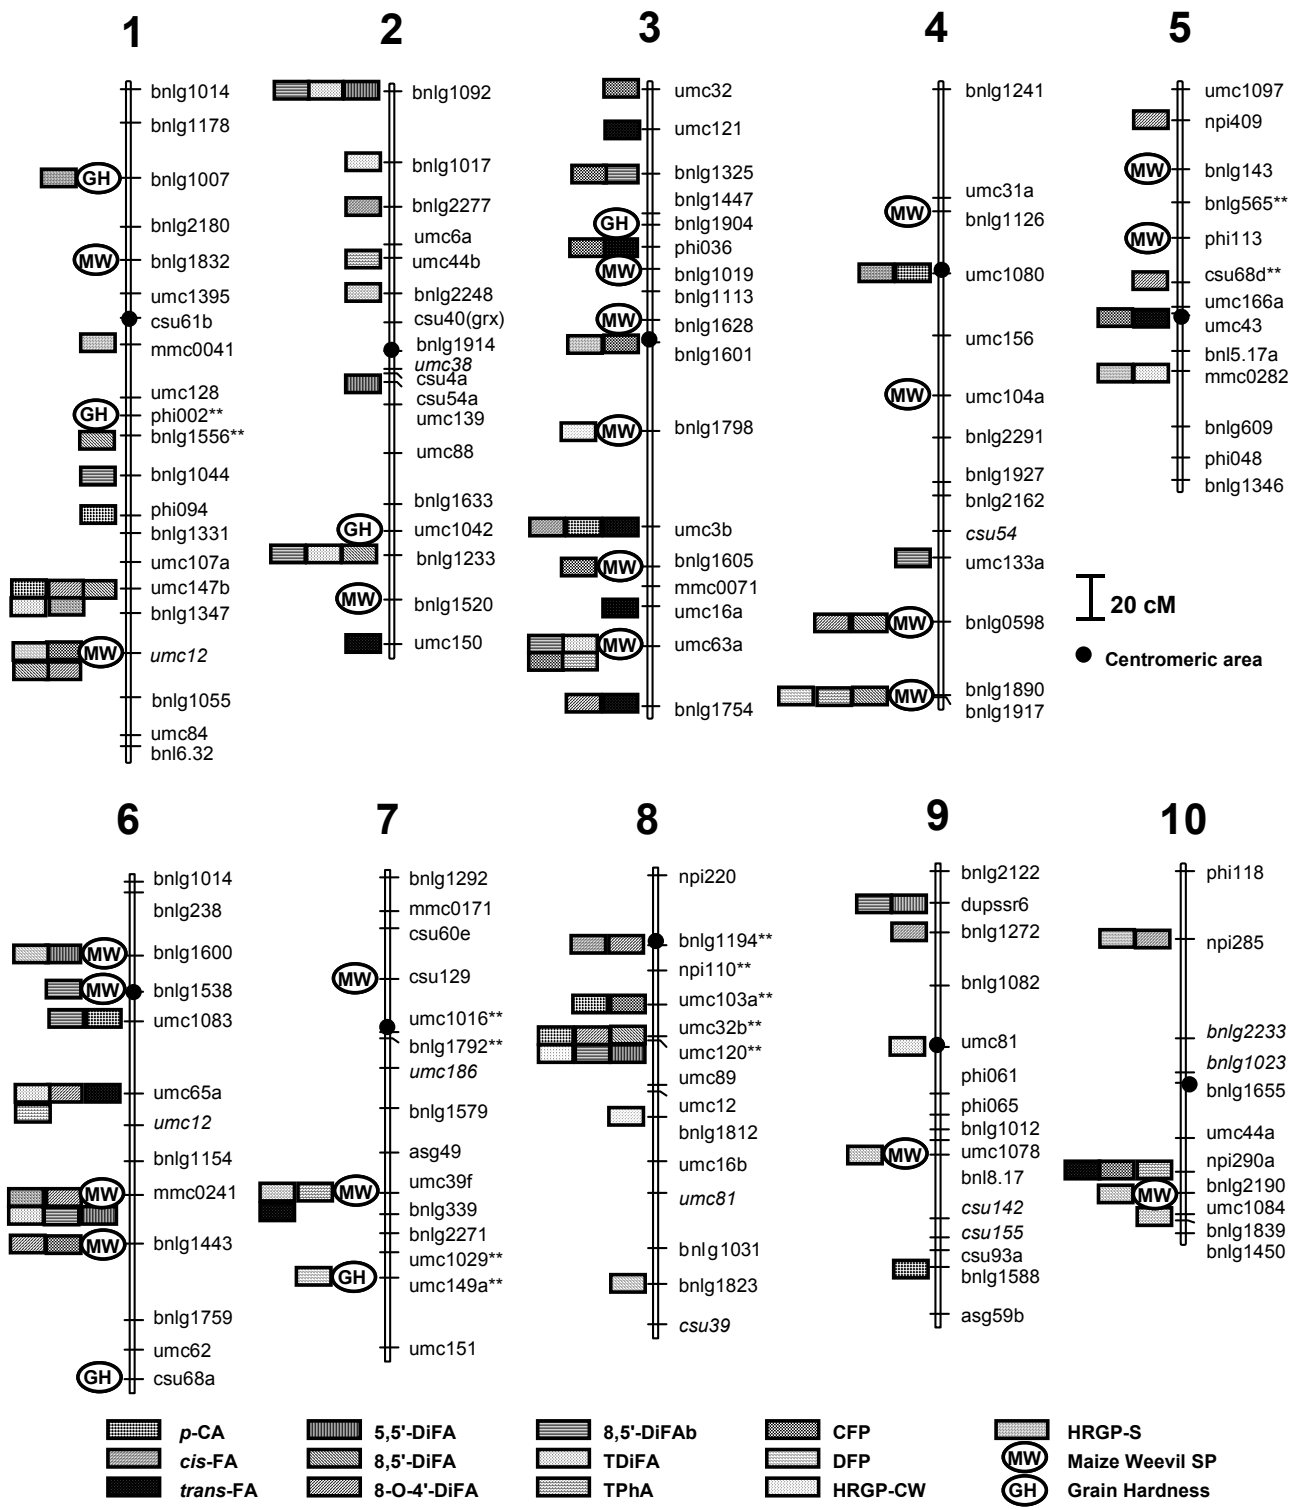 1
bnlg1014
bnlg1178
GH
bnlg1007
bnlg2180
MW
bnlg1832
umc1395
csu61b
mmc0041
umc128
GH
phi002**
bnlg1556**
bnlg1044
phi094
bnlg1331
umc107a
umc147b
bnlg1347
MW
umc12
bnlg1055
umc84
bnl6.32
2
bnlg1092
bnlg1017
bnlg2277
umc6a
umc44b
bnlg2248
csu40(grx)
bnlg1914
umc38
csu4a
csu54a
umc139
umc88
bnlg1633
GH
umc1042
bnlg1233
MW
bnlg1520
umc150
3
umc32
umc121
bnlg1325
bnlg1447
GH
bnlg1904
phi036
MW
bnlg1019
bnlg1113
MW
bnlg1628
bnlg1601
MW
bnlg1798
umc3b
MW
bnlg1605
mmc0071
umc16a
MW
umc63a
bnlg1754
4
bnlg1241
umc31a
MW
bnlg1126
umc1080
umc156
MW
umc104a
bnlg2291
bnlg1927
bnlg2162
csu54
umc133a
MW
bnlg0598
MW
bnlg1890
bnlg1917
5
umc1097
npi409
MW
bnlg143
bnlg565**
MW
phi113
csu68d**
umc166a
umc43
bnl5.17a
mmc0282
bnlg609
phi048
bnlg1346
20 cM
Centromeric area
6
bnlg1014
bnlg238
MW
bnlg1600
MW
bnlg1538
umc1083
umc65a
umc12
bnlg1154
MW
mmc0241
MW
bnlg1443
bnlg1759
umc62
GH
csu68a
7
bnlg1292
mmc0171
csu60e
MW
csu129
umc1016**
bnlg1792**
umc186
bnlg1579
asg49
umc39f
MW
bnlg339
bnlg2271
umc1029**
GH
umc149a**
umc151
8
npi220
bnlg1194**
npi110**
umc103a**
umc32b**
umc120**
umc89
umc12
bnlg1812
umc16b
umc81
bnlg1031
bnlg1823
csu39
9
bnlg2122
dupssr6
bnlg1272
bnlg1082
umc81
phi061
phi065
bnlg1012
MW
umc1078
bnl8.17
csu142
csu155
csu93a
bnlg1588
asg59b
10
phi118
npi285
bnlg2233
bnlg1023
bnlg1655
umc44a
npi290a
bnlg2190
MW
umc1084
bnlg1839
bnlg1450
p-CA
cis-FA
trans-FA
5,5'-DiFA
8,5'-DiFA
8-O-4'-DiFA
8,5'-DiFAb
TDiFA
TPhA
CFP
DFP
HRGP-CW
HRGP-S
MW Maize Weevil SP
GH Grain Hardness